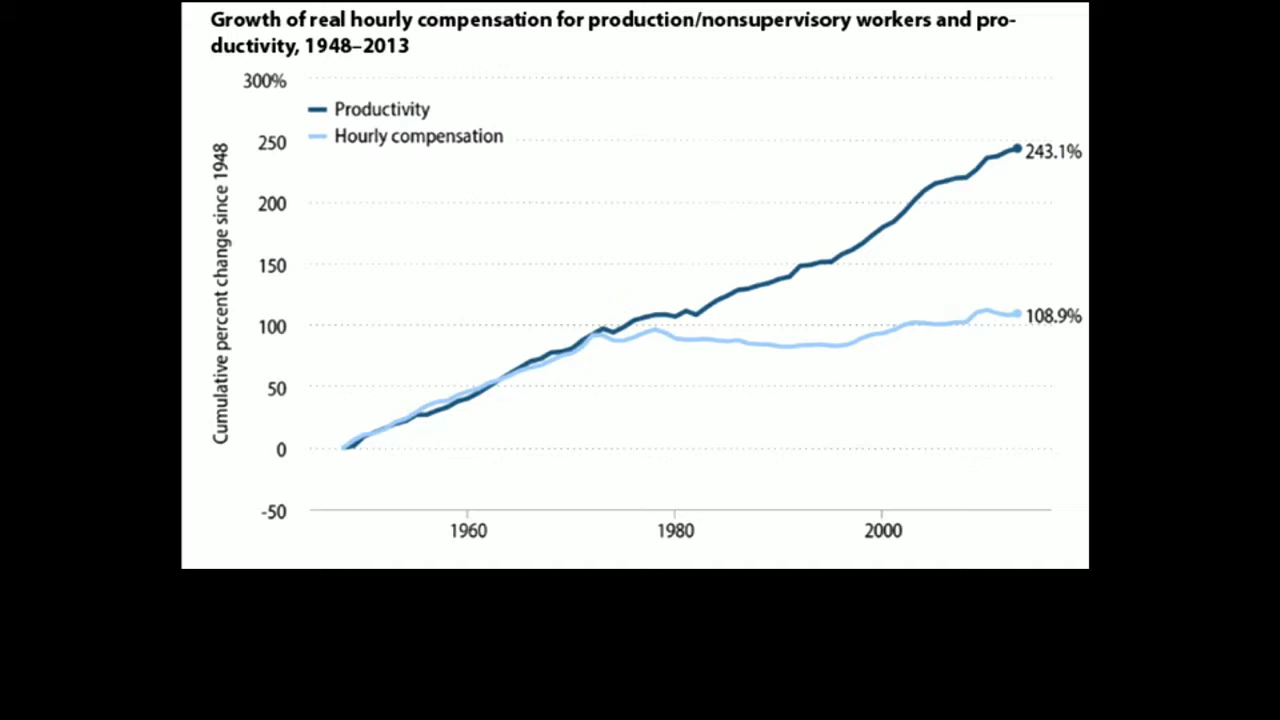 Growth of real hourly compensation for production/nonsupervisory workers and pro-
ductivity, 1948–2013
300%
Productivity
Hourly compensation
250
243.1%
200
150
100
108.9%
50
0
-50
Cumulative percent change since 1948
1960
1980
2000